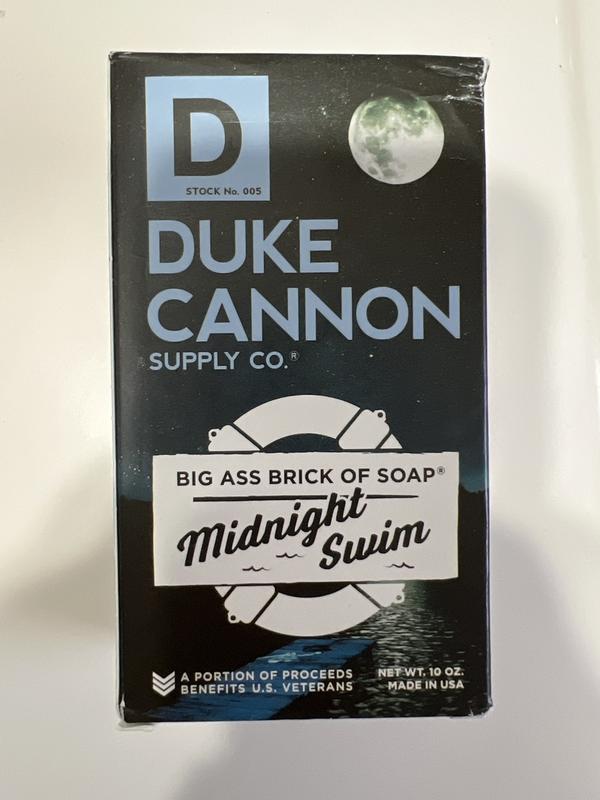 D
STOCK No. 005
DUKE
CANNON
SUPPLY CO.®
BIG ASS BRICK OF SOAP®
Midnight
Swim
A PORTION OF PROCEEDS
BENEFITS U.S. VETERANS
NET WT. 10 OZ.
MADE IN USA